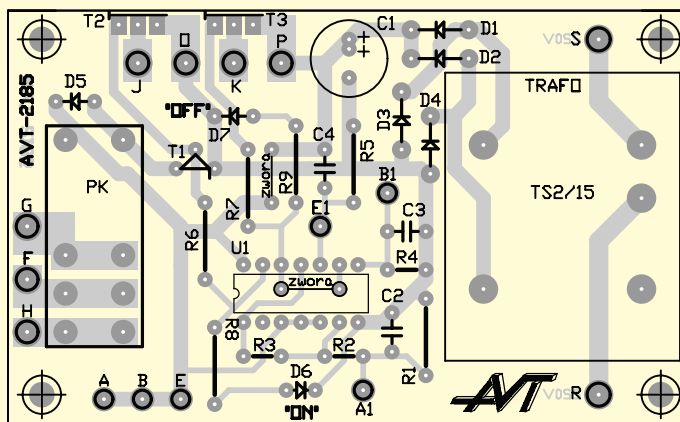 T2 T3 C1 D1
O P S VOS
D2
J K
AVT-2185 D5 "OFF" D7 D3 D4 TRAFO
T1 C4 R5
PK zwora R9 B1 TS2/15
G R7 E1 C3
R6 U1
F R4
zwora
H C2
R8 R3 R2
D6 R1
A B E "ON" A1 AVT R VOS